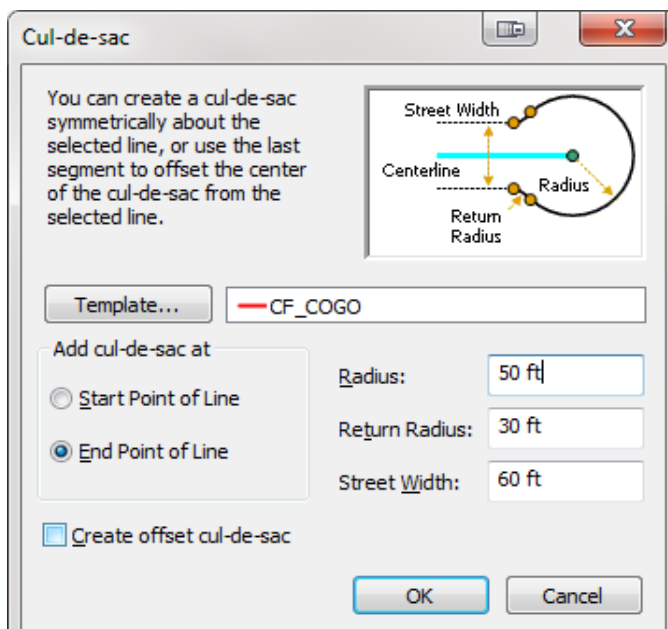 Cul-de-sac
You can create a cul-de-sac
symmetrically about the
selected line, or use the last
segment to offset the center
of the cul-de-sac from the
selected line.
Street Width
Centerline
Radius
Return
Radius
Template...
CF_COGO
Add cul-de-sac at
Start Point of Line
End Point of Line
Radius:
50 ft
Return Radius:
30 ft
Street Width:
60 ft
Create offset cul-de-sac
OK
Cancel